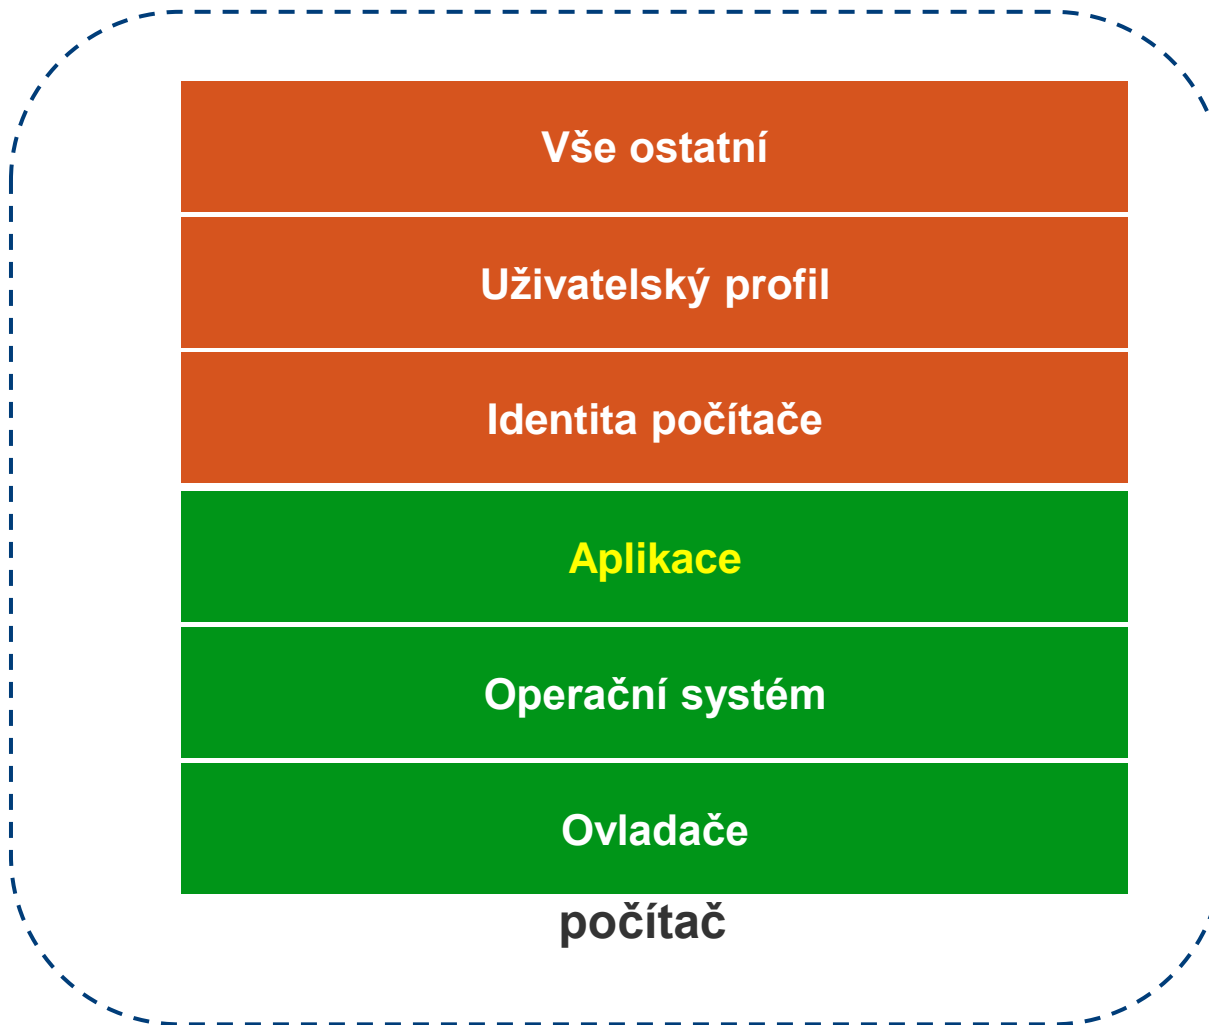 Vše ostatní
Uživatelský profil
Identita počítače
Aplikace
Operační systém
Ovladače
počítač